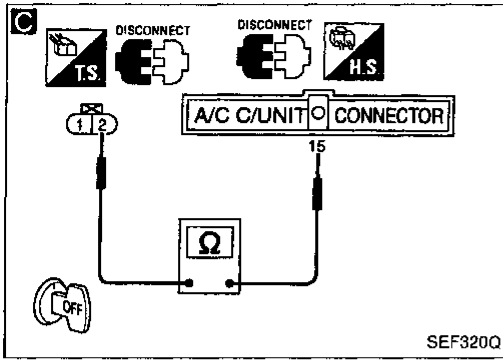 C
DISCONNECT
T.S.
DISCONNECT
H.S.
1 2
A/C C/UNIT O CONNECTOR
15
Ω
OFF
SEF320Q